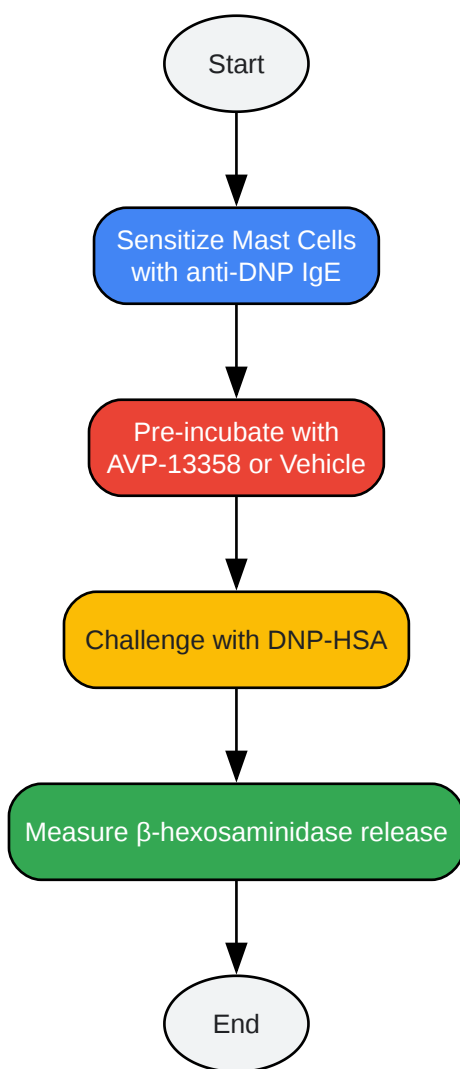 Start
Sensitize Mast Cells
with anti-DNP IgE
Pre-incubate with
AVP-13358 or Vehicle
Challenge with DNP-HSA
Measure β-hexosaminidase release
End